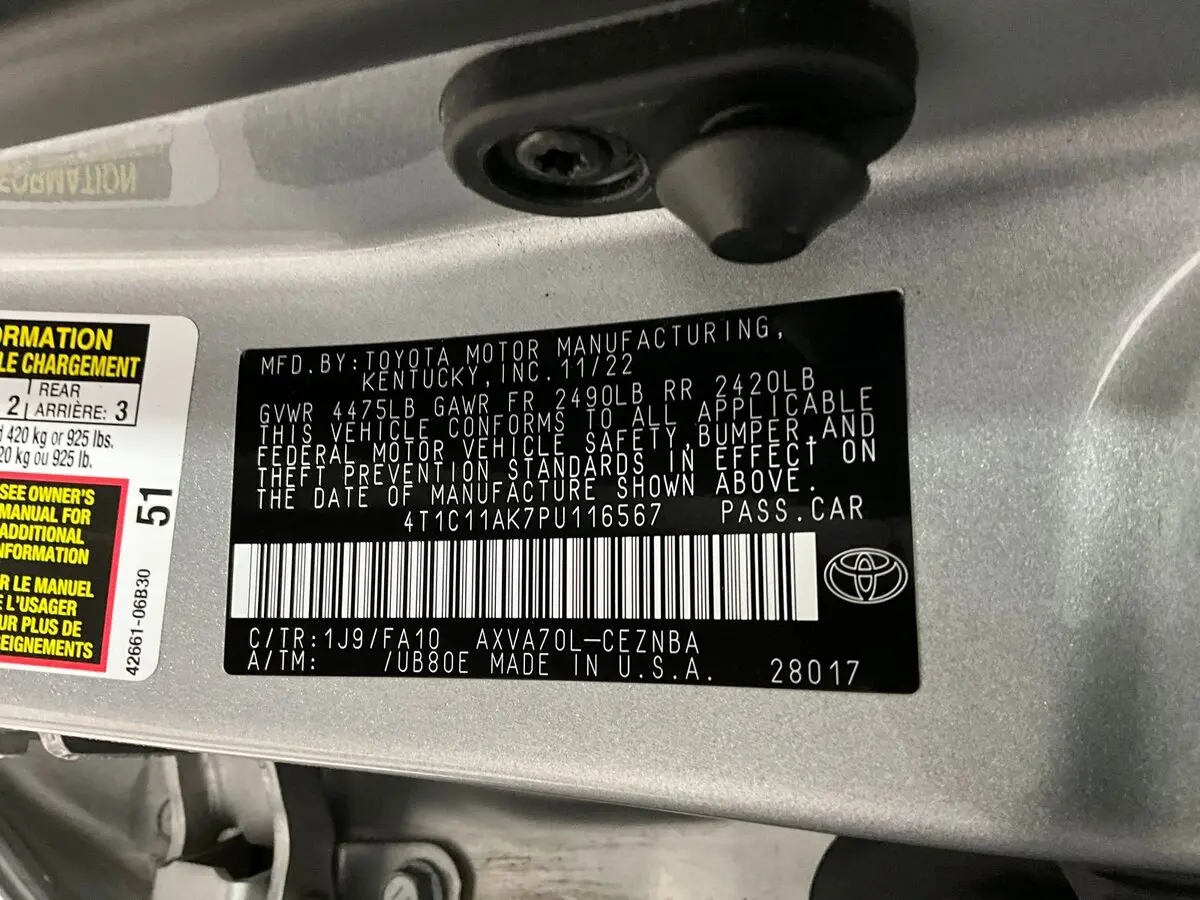 ORMATION
LE CHARGEMENT
REAR
2 ARRIÈRE: 3
420 kg or 925 lbs.
20 kg ou 925 lb.
SEE OWNER'S
MANUAL FOR
ADDITIONAL
NFORMATION
R LE MANUEL
L'USAGER
UR PLUS DE
EIGNEMENTS
51
42661-06B30
MFD. BY: TOYOTA MOTOR MANUFACTURING,
KENTUCKY, INC. 11/22
GVWR 4475LB GAWR FR 2490LB RR 2420LB
THIS VEHICLE CONFORMS TO ALL APPLICABLE
FEDERAL MOTOR VEHICLE SAFETY, BUMPER, AND
THEFT PREVENTION STANDARDS IN EFFECT ON
THE DATE OF MANUFACTURE SHOWN ABOVE.
4T1C11AK7PU116567 PASS.CAR
C/TR: 1J9/FA10 AXVA70L-CEZNBA
A/TM: /UB80E MADE IN U.S.A. 28017